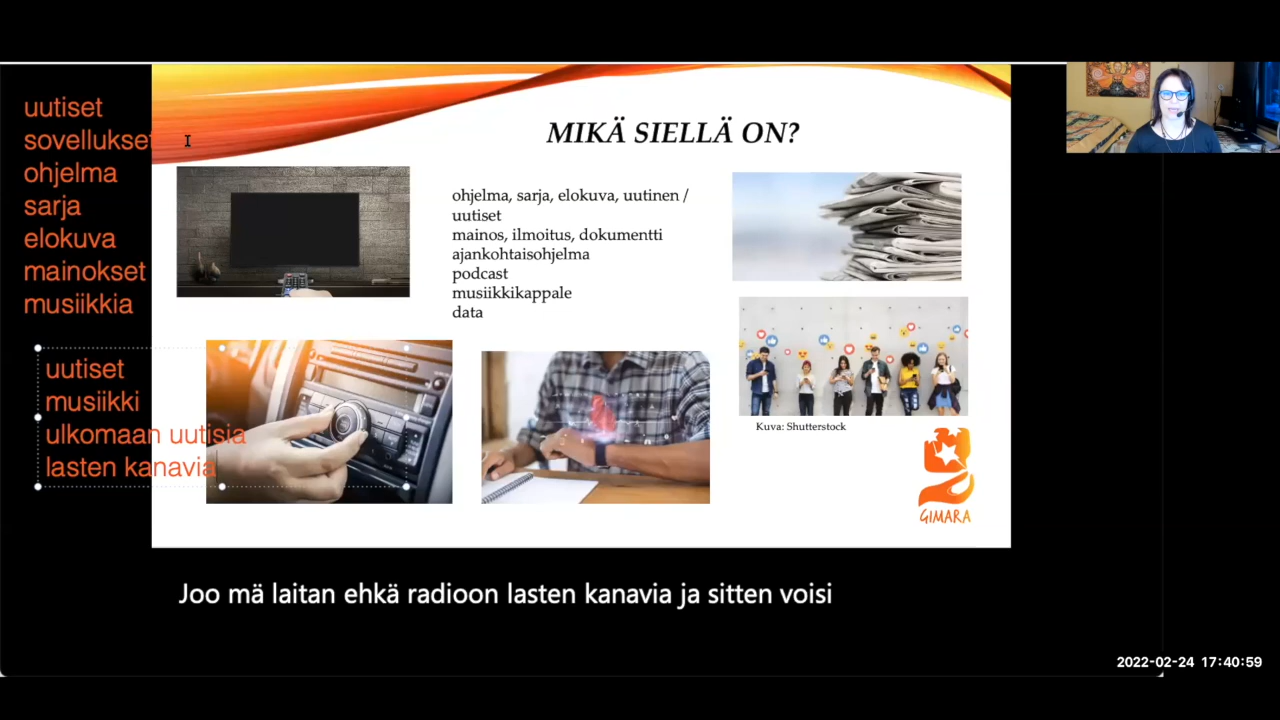 uutiset
sovellukset
ohjelma
sarja
elokuva
mainokset
musiikkia
uutiset
musiikki
ulkomaan uutisia
lasten kanavia
MIKÄ SIELLÄ ON?
ohjelma, sarja, elokuva, uutinen /
uutiset
mainos, ilmoitus, dokumentti
ajankohtaisohjelma
podcast
musiikkikappale
data
Kuva: Shutterstock
GIMARA
Joo mä laitan ehkä radioon lasten kanavia ja sitten voisi
2022-02-24 17:40:59